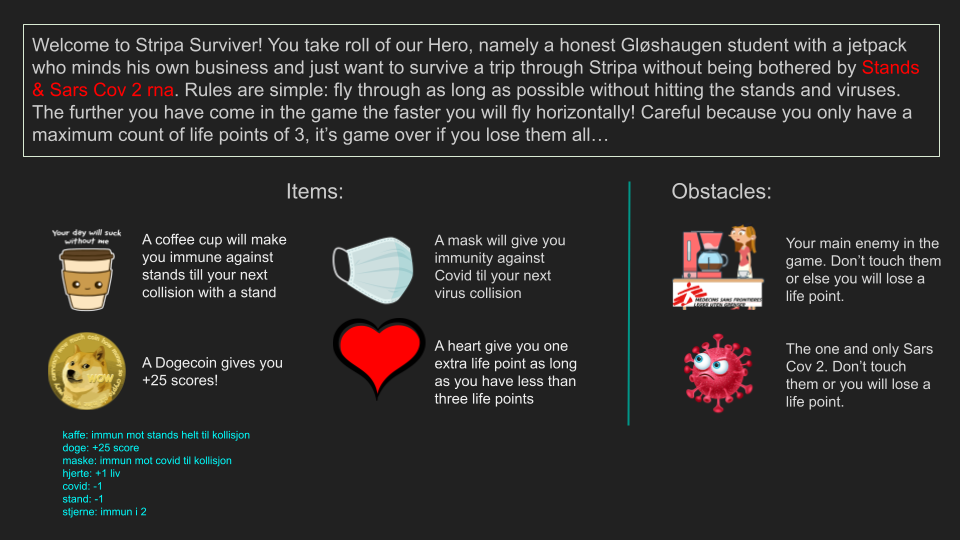 Welcome to Stripa Surviver! You take roll of our Hero, namely a honest Gløshaugen student with a jetpack
who minds his own business and just want to survive a trip through Stripa without being bothered by Stands
& Sars Cov 2 rna. Rules are simple: fly through as long as possible without hitting the stands and viruses.
The further you have come in the game the faster you will fly horizontally! Careful because you only have a
maximum count of life points of 3, it's game over if you lose them all…
Items:
Your day will suck
without me
A coffee cup will make
you immune against
stands till your next
collision with a stand
A mask will give you
immunity against
Covid til your next
virus collision
WOW
A Dogecoin gives you
+25 scores!
A heart give you one
extra life point as long
as you have less than
three life points
Obstacles:
MEDECINS SANS FRONTIERES
LEGER UTEN GRENSER
Your main enemy in the
game. Don't touch them
or else you will lose a
life point.
The one and only Sars
Cov 2. Don't touch
them or you will lose a
life point.
kaffe: immun mot stands helt til kollisjon
doge: +25 score
maske: immun mot covid til kollisjon
hjerte: +1 liv
covid: -1
stand: -1
stjerne: immun i 2